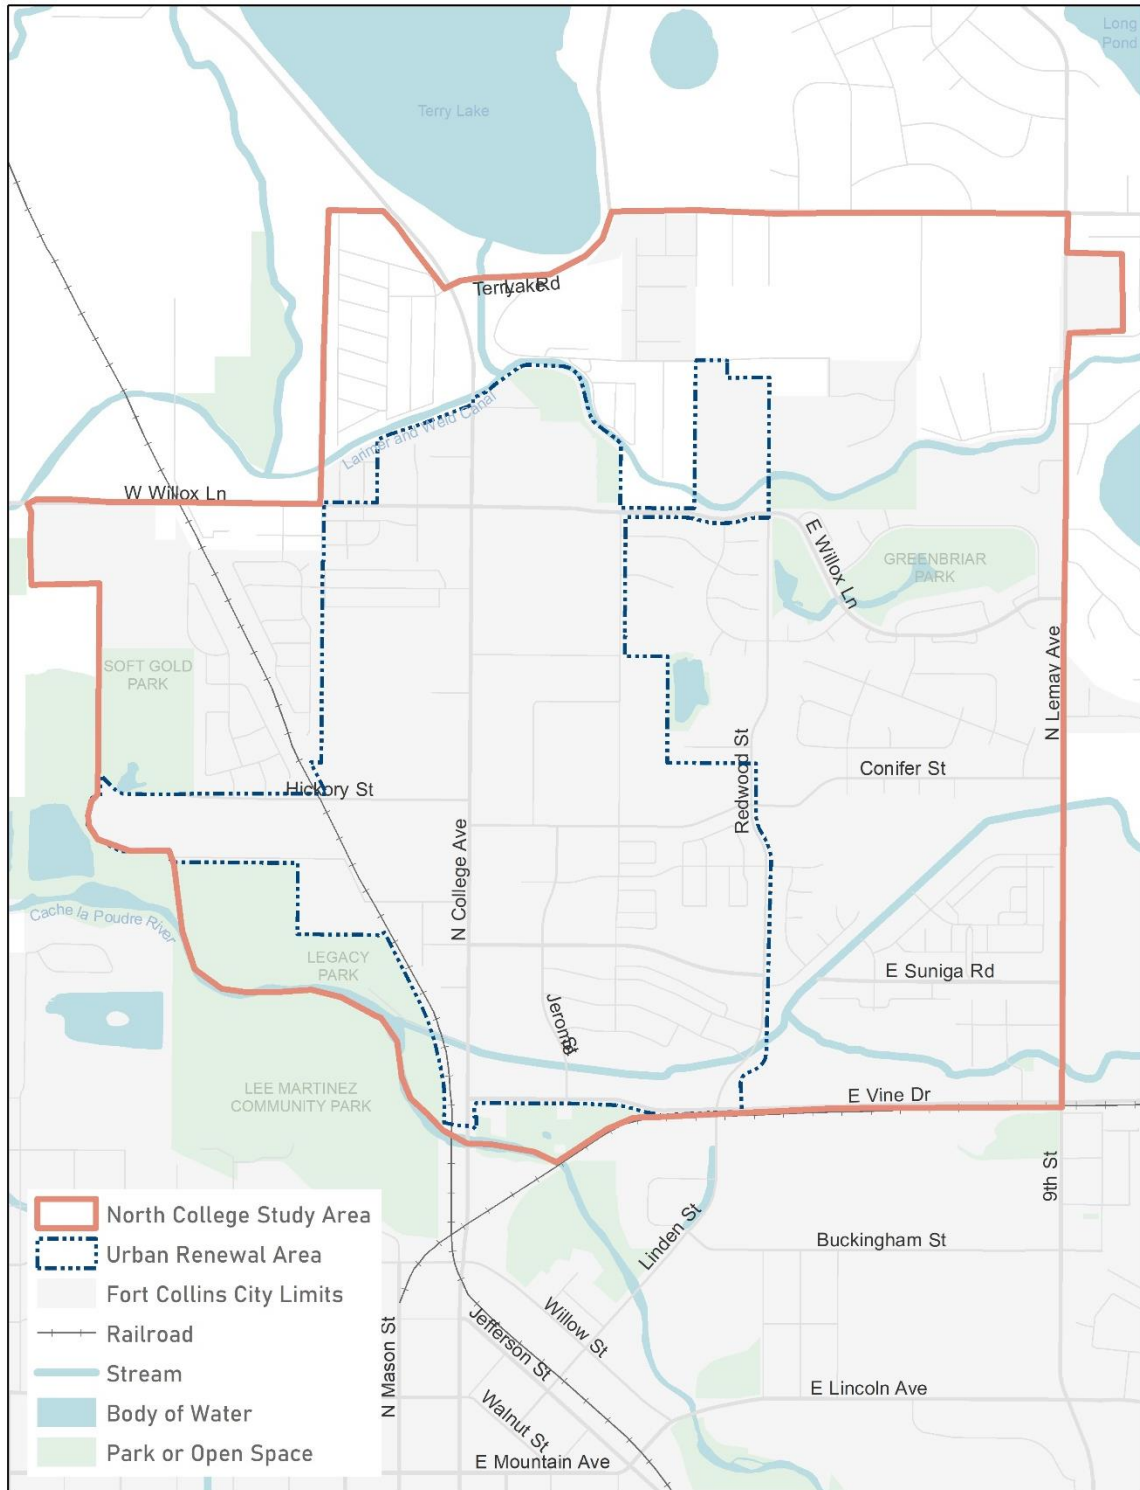 Long
Pond
Terry Lake
Terry Lake Rd
Larimer and Weld Canal
W Willox Ln
E Willox Ln
GREENBRIAR
PARK
SOFT GOLD
PARK
N Lemay Ave
Redwood St
Conifer St
Hickory St
N College Ave
Cache la Poudre River
LEGACY
PARK
E Suniga Rd
Jerome St
LEE MARTINEZ
COMMUNITY PARK
E Vine Dr
9th St
Linden St
Buckingham St
Willow St
Jefferson St
N Mason St
Walnut St
E Lincoln Ave
E Mountain Ave
North College Study Area
Urban Renewal Area
Fort Collins City Limits
Railroad
Stream
Body of Water
Park or Open Space